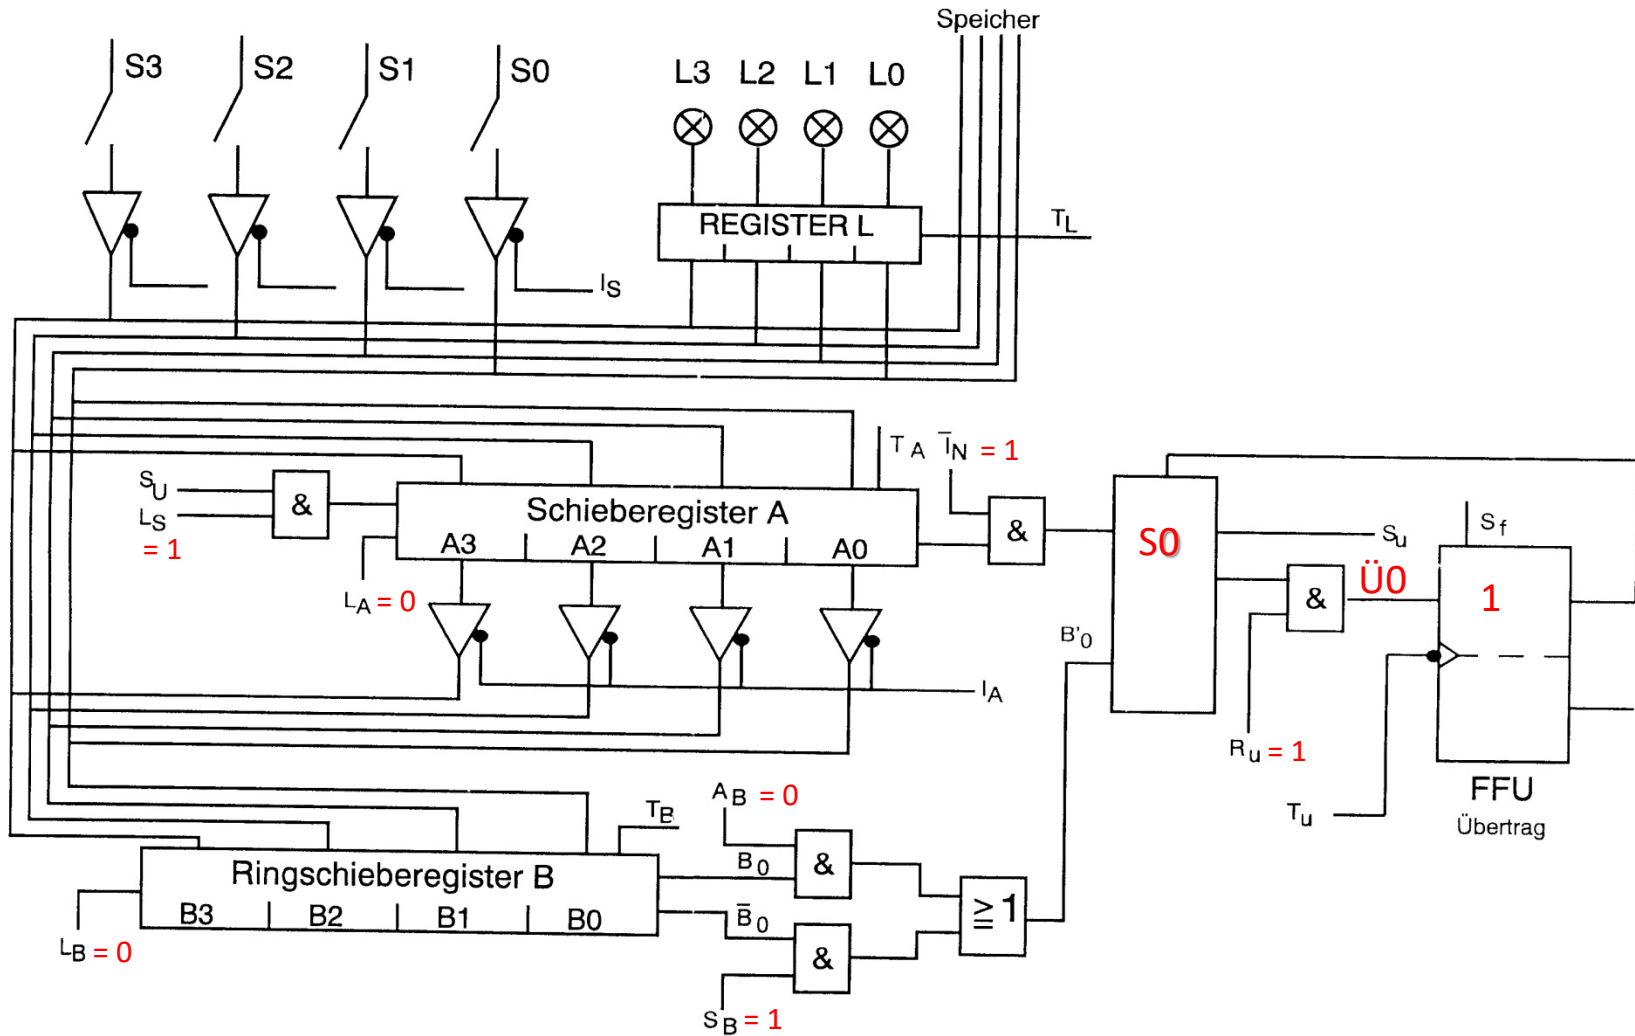 Speicher
S3 S2 S1 S0
L3 L2 L1 L0
REGISTER L
TL
IS
TA
I̅N = 1
SU
LS
= 1
&
Schieberegister A
A3 A2 A1 A0
LA = 0
&
S0
Su
Sf
Ü0
1
&
B'0
IA
Ru = 1
Tu
FFU
Übertrag
AB = 0
TB
Ringschieberegister B
B3 B2 B1 B0
B0
&
B̅0
≥1
&
LB = 0
SB = 1